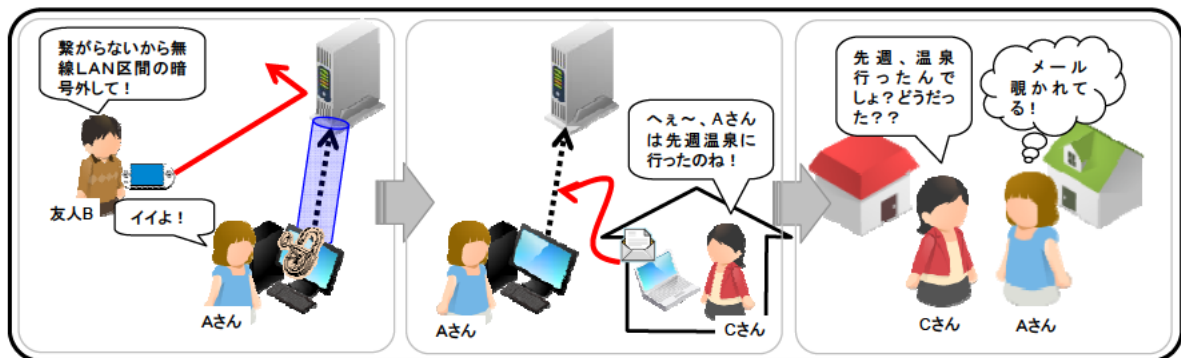 繋がらないから無
線LAN区間の暗
号外して!
友人B
イイよ!
Aさん
へぇ~、Aさん
は先週温泉に
行ったのね!
Aさん
Cさん
先週、温泉
行ったんで
しょ?どうだっ
た??
メール
覗かれて
る!
Cさん
Aさん